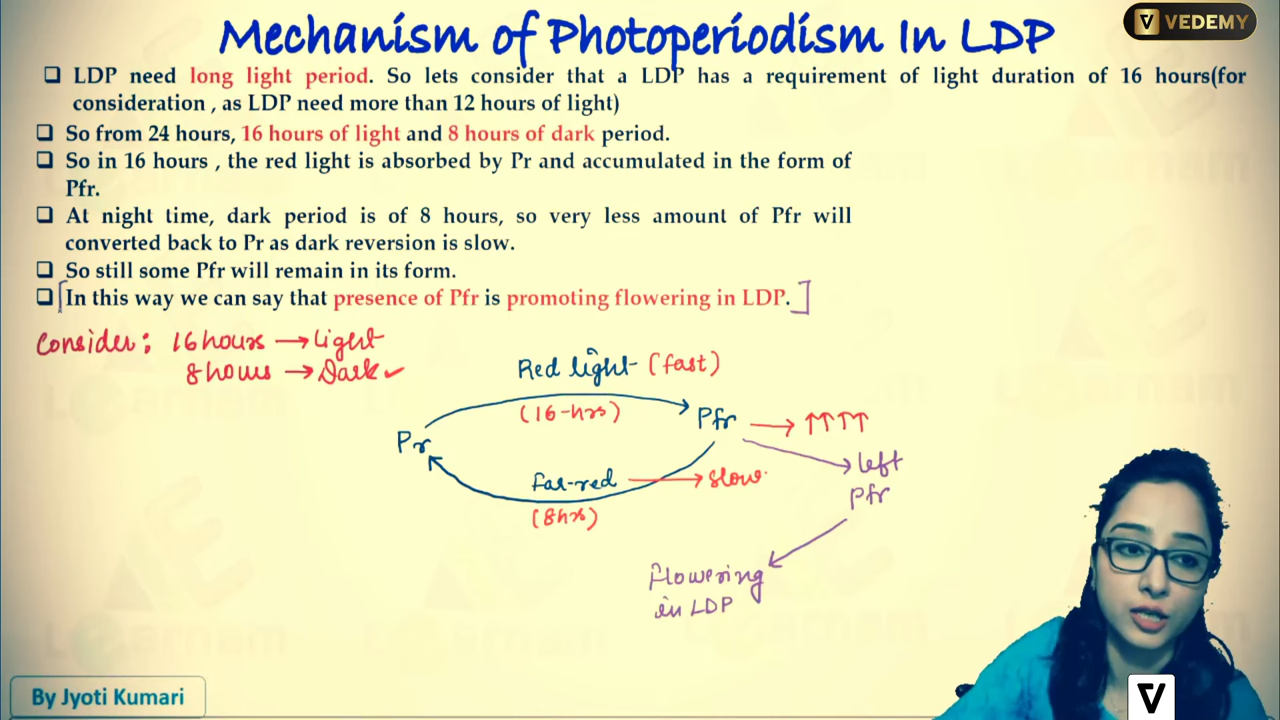 Mechanism of Photoperiodism In LDP
VEDEMY
❑ LDP need long light period. So lets consider that a LDP has a requirement of light duration of 16 hours(for
consideration , as LDP need more than 12 hours of light)
❑ So from 24 hours, 16 hours of light and 8 hours of dark period.
❑ So in 16 hours , the red light is absorbed by Pr and accumulated in the form of
Pfr.
❑ At night time, dark period is of 8 hours, so very less amount of Pfr will
converted back to Pr as dark reversion is slow.
❑ So still some Pfr will remain in its form.
❑ [In this way we can say that presence of Pfr is promoting flowering in LDP.]
Consider: 16 hours → Light
8 hours → Dark ✓
Red light (fast)
(16-hrs)
Pr
Pfr → ↑↑↑↑
far-red → slow
(8hrs)
left
Pfr
flowering
in LDP
By Jyoti Kumari